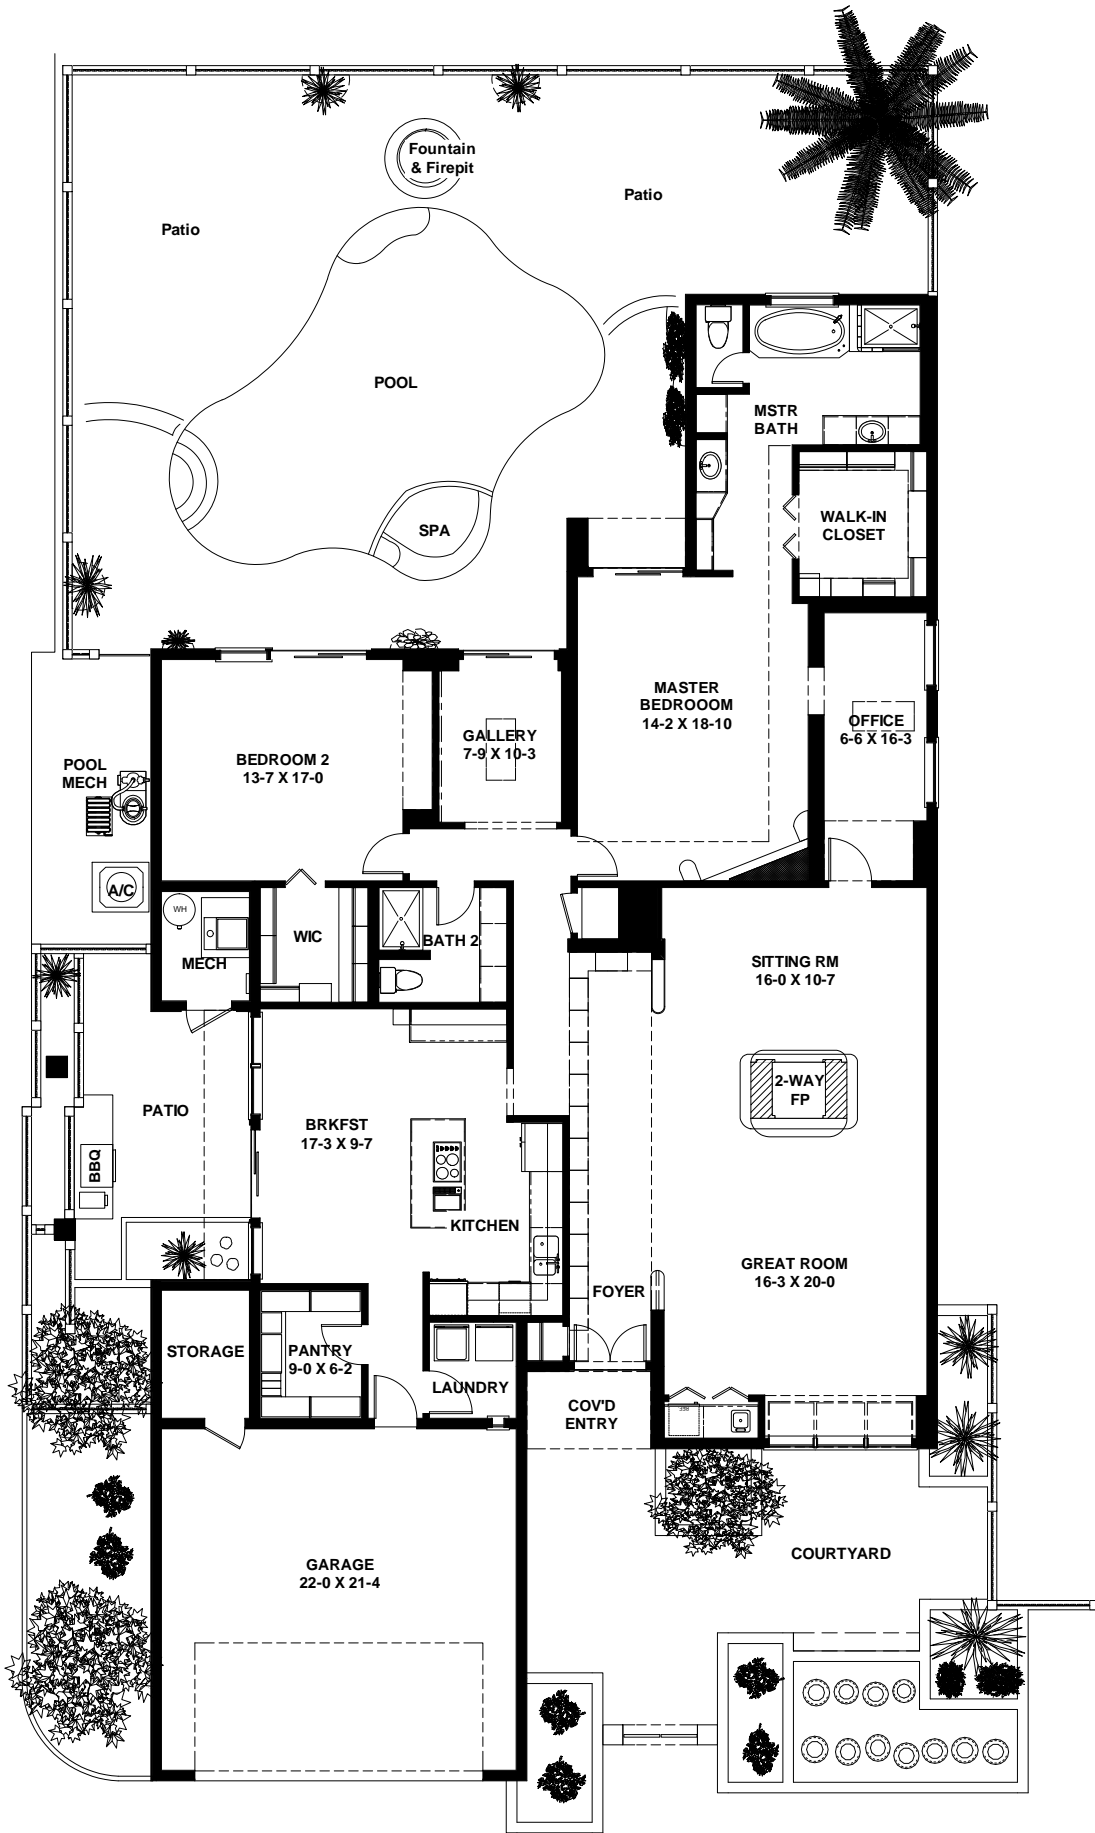 Fountain
& Firepit
Patio
Patio
POOL
SPA
MSTR
BATH
WALK-IN
CLOSET
MASTER
BEDROOOM
14-2 X 18-10
OFFICE
6-6 X 16-3
GALLERY
7-9 X 10-3
BEDROOM 2
13-7 X 17-0
POOL
MECH
A/C
WH
MECH
WIC
BATH 2
SITTING RM
16-0 X 10-7
2-WAY
FP
PATIO
BRKFST
17-3 X 9-7
BBQ
KITCHEN
GREAT ROOM
16-3 X 20-0
FOYER
STORAGE
PANTRY
9-0 X 6-2
LAUNDRY
COV'D
ENTRY
REF
COURTYARD
GARAGE
22-0 X 21-4